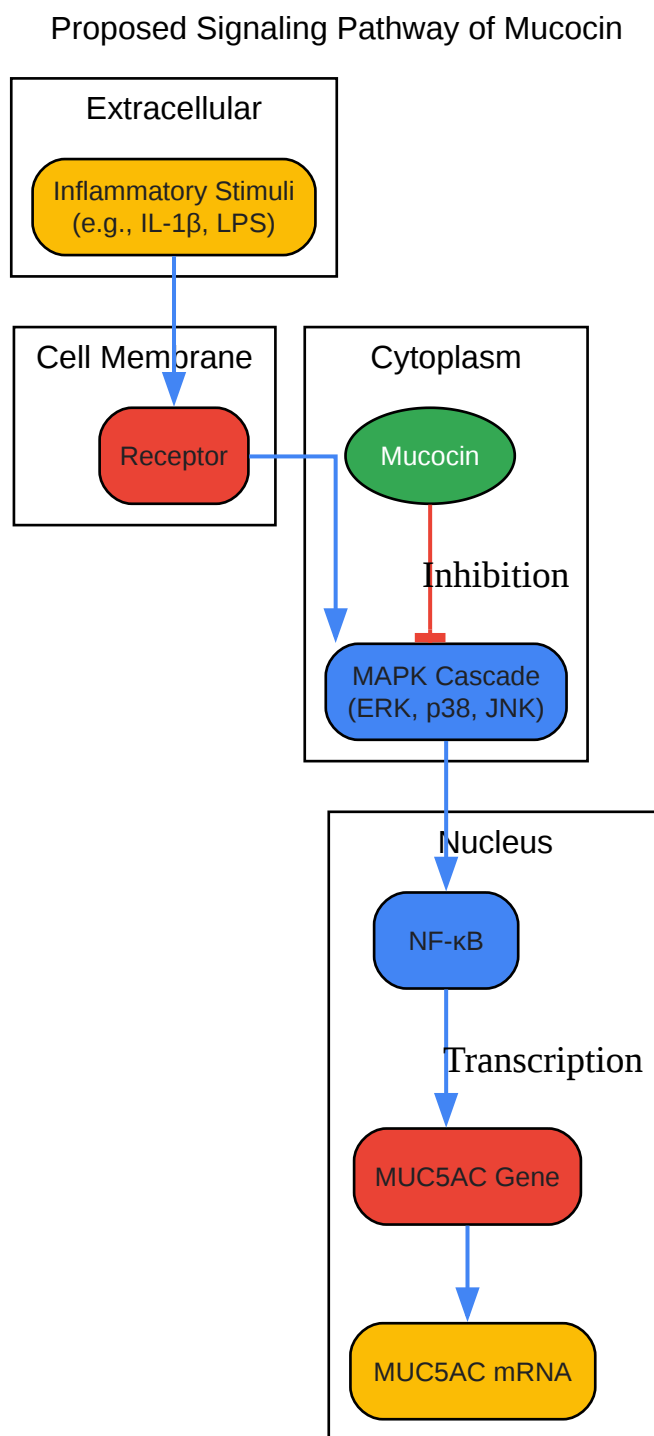 Proposed Signaling Pathway of Mucocin
Extracellular
Inflammatory Stimuli
(e.g., IL-1β, LPS)
Cell Membrane
Receptor
Cytoplasm
Mucocin
Inhibition
MAPK Cascade
(ERK, p38, JNK)
Nucleus
NF-κB
Transcription
MUC5AC Gene
MUC5AC mRNA